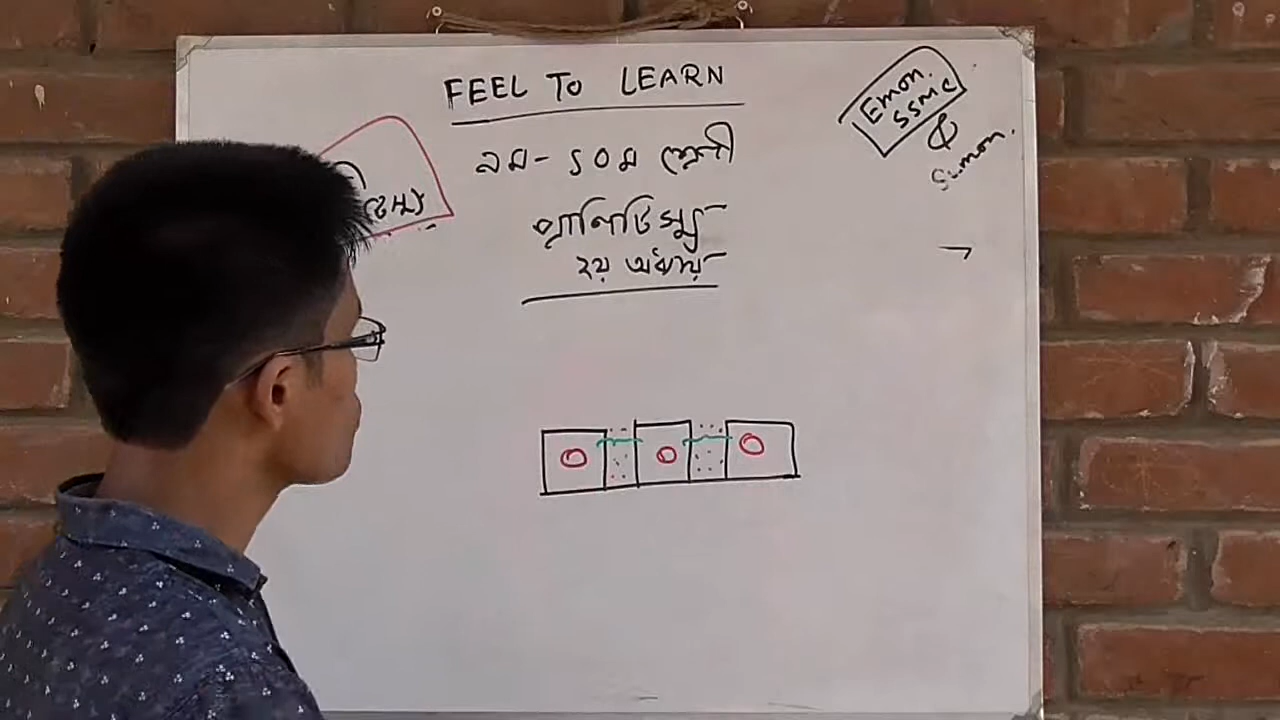 FEEL TO LEARN
৯ম - ১০ম শ্রেণী
প্রানিটিস্যু
২য় অধ্যায়
Emon.
SSMC
&
Sumon.